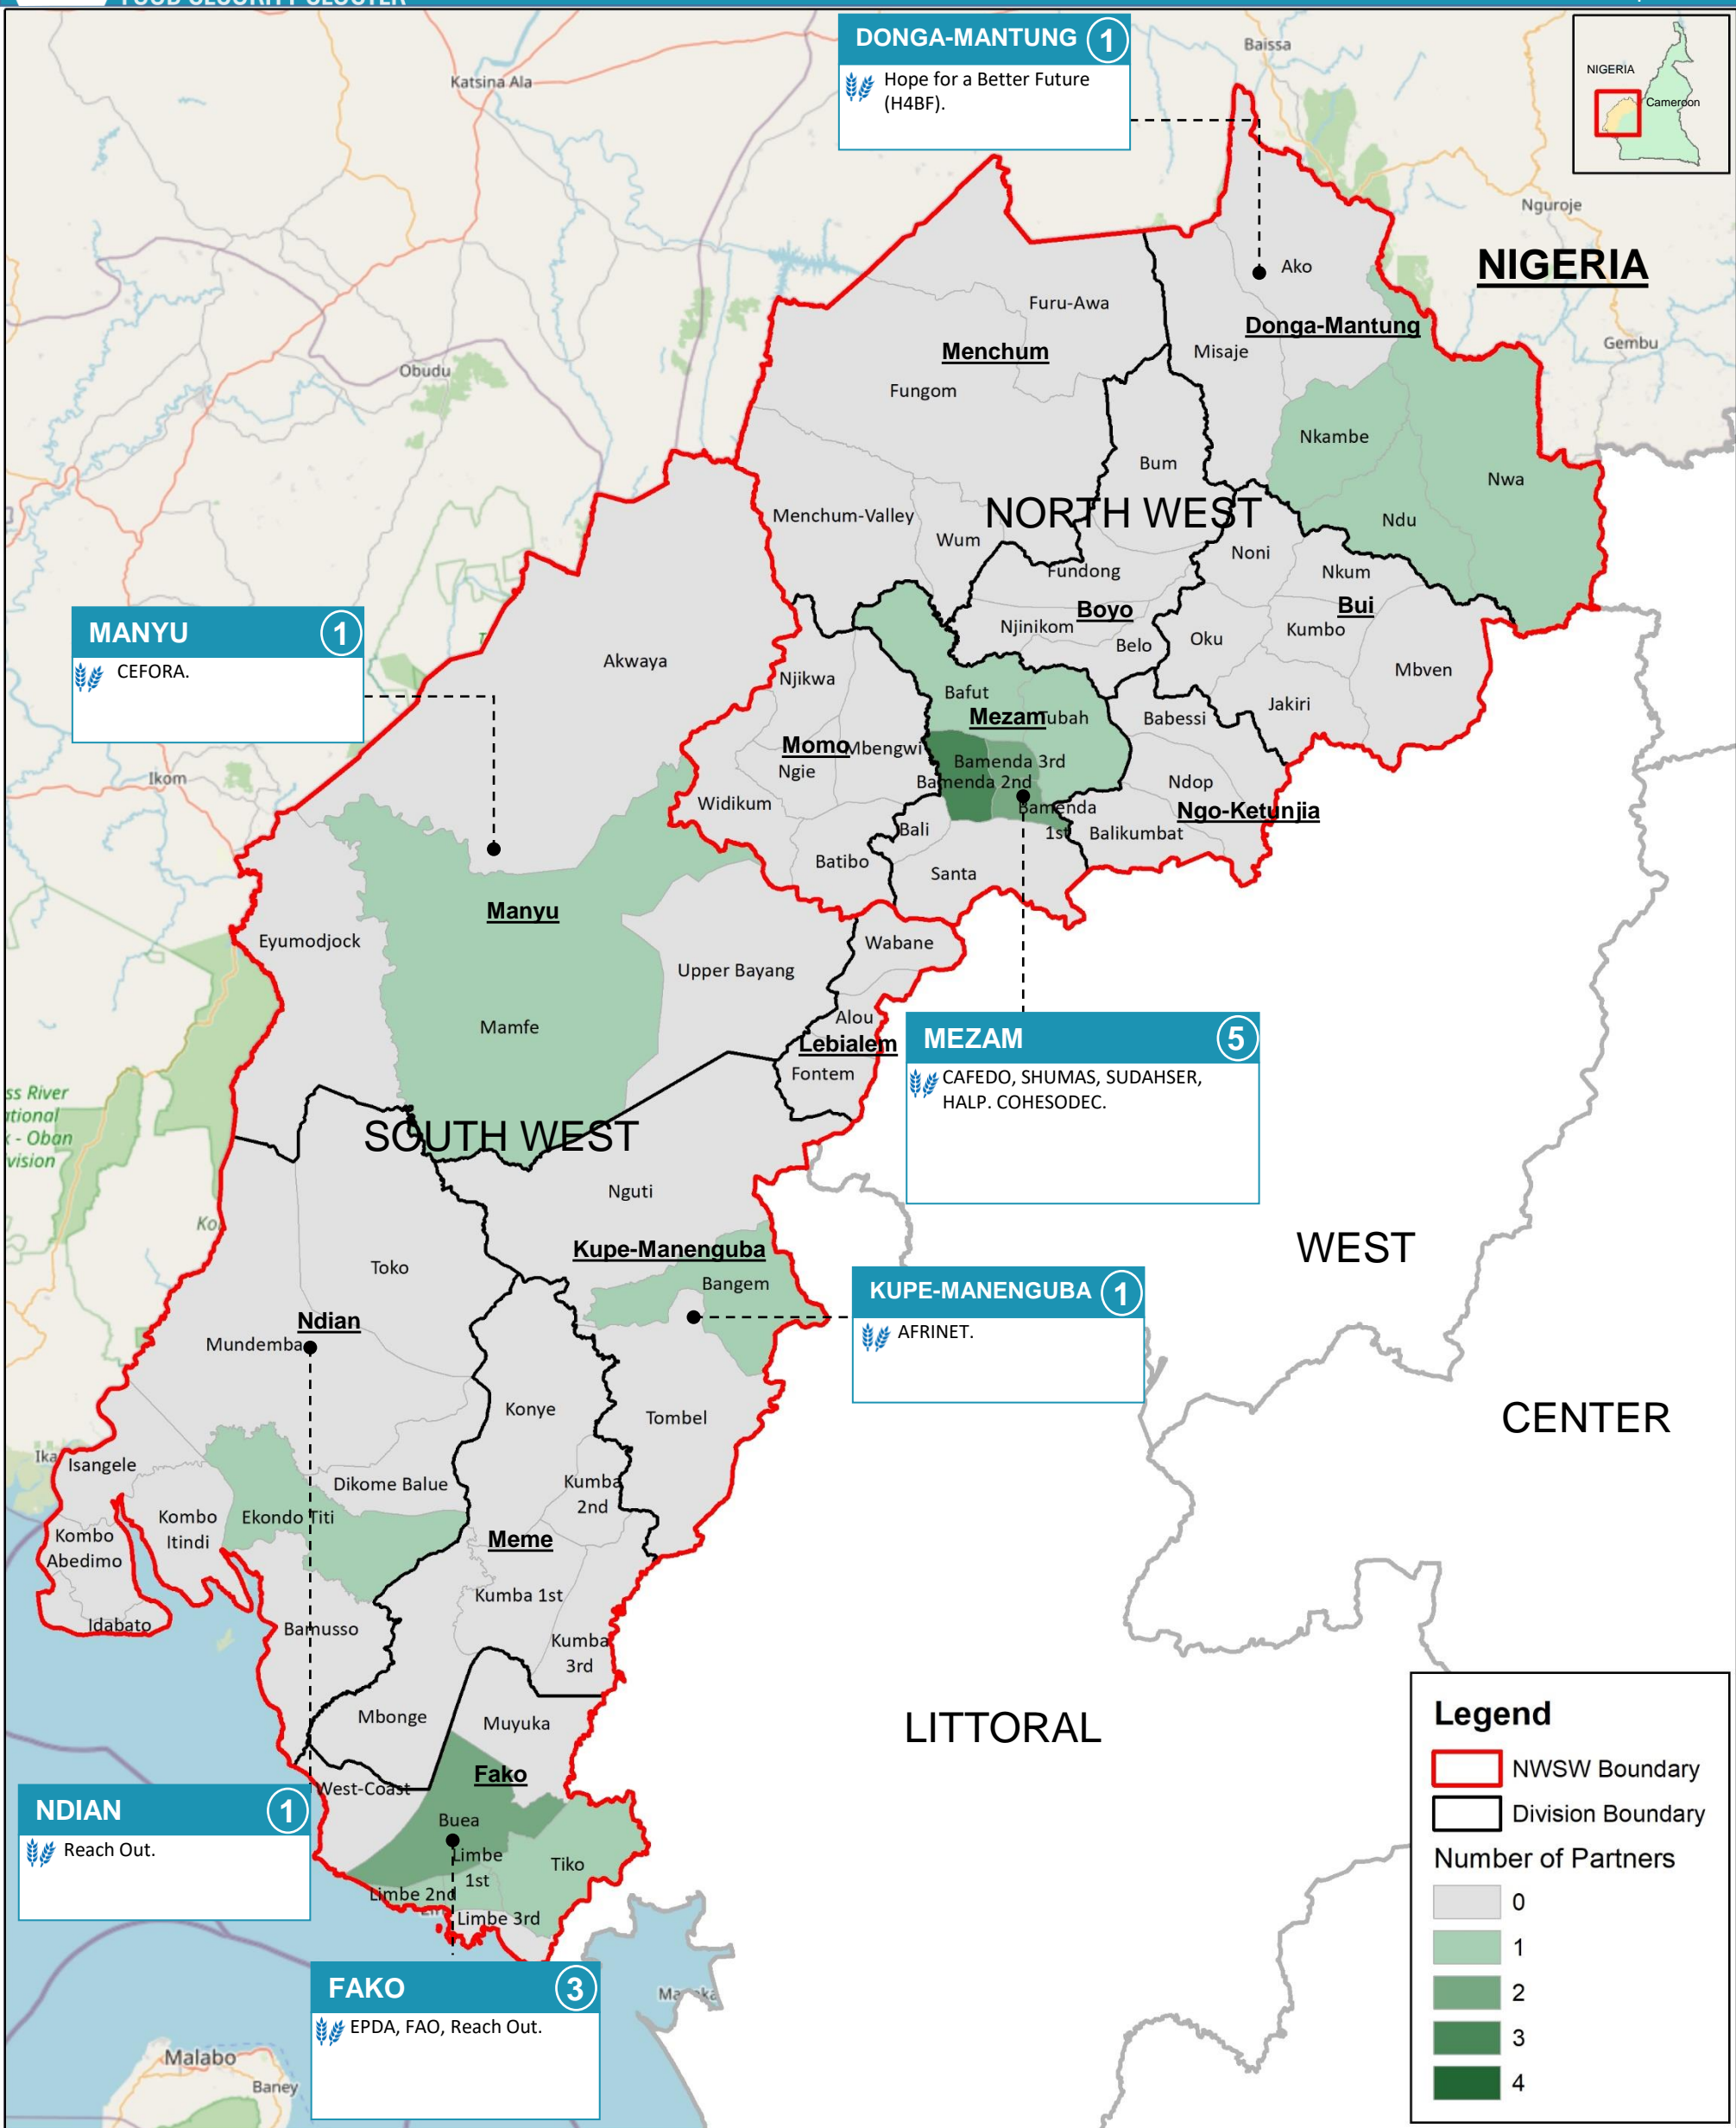 FOOD SECURITY CLUSTER
DONGA-MANTUNG 1
Hope for a Better Future
(H4BF).
Baissa
NIGERIA
Cameroon
Katsina Ala
Nguroje
NIGERIA
Ako
Furu-Awa
Donga-Mantung
Gembu
Menchum
Misaje
Obudu
Fungom
Nkambe
Bum
Nwa
Menchum-Valley
NORTH WEST
Ndu
Wum
Noni
Fundong
Nkum
Boyo
Bui
MANYU 1
CEFORA.
Njinikom
Kumbo
Oku
Belo
Akwaya
Mbven
Njikwa
Bafut
Jakiri
Mezam
Tubah
Babessi
Momo
Mbengwi
Bamenda 3rd
Ngie
Ikom
Bamenda 2nd
Ndop
Widikum
Bamenda
1st
Ngo-Ketunjia
Bali
Balikumbat
Batibo
Santa
Manyu
Eyumodjock
Wabane
Upper Bayang
Mamfe
Alou
Lebialem
Fontem
MEZAM 5
CAFEDO, SHUMAS, SUDAHSER,
HALP. COHESODEC.
ss River
ational
k - Oban
vision
SOUTH WEST
Nguti
Ko
WEST
Kupe-Manenguba
Toko
Bangem
KUPE-MANENGUBA 1
AFRINET.
Ndian
Mundemba
Konye
Tombel
CENTER
Ika
Isangele
Dikome Balue
Kumba
2nd
Kombo
Itindi
Ekondo Titi
Kombo
Abedimo
Meme
Kumba 1st
Idabato
Bamusso
Kumba
3rd
Mbonge
Muyuka
LITTORAL
Fako
West-Coast
NDIAN 1
Reach Out.
Buea
Limbe
1st
Tiko
Limbe 2nd
Limbe 3rd
FAKO 3
EPDA, FAO, Reach Out.
Malabo
Baney
Legend
NWSW Boundary
Division Boundary
Number of Partners
0
1
2
3
4